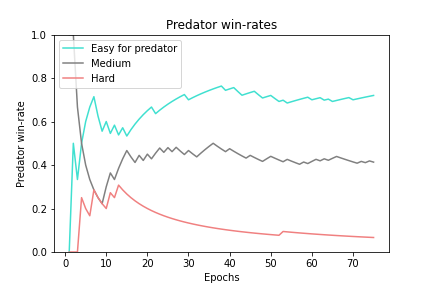 Predator win-rates
1.0
0.8
0.6
0.4
0.2
0.0
Predator win-rate
Easy for predator
Medium
Hard
0 10 20 30 40 50 60 70
Epochs